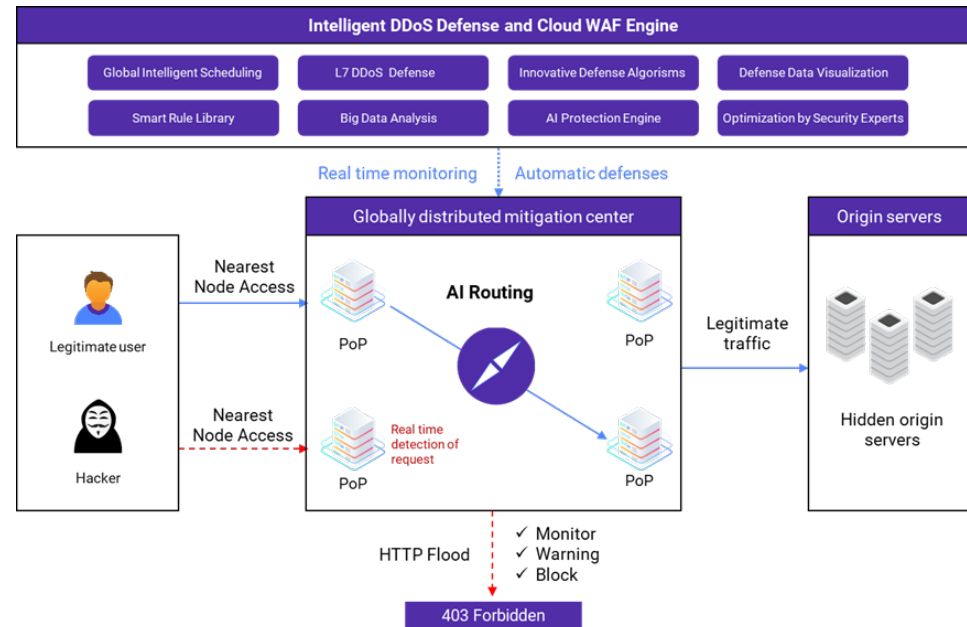 Intelligent DDoS Defense and Cloud WAF Engine
Global Intelligent Scheduling
L7 DDoS Defense
Innovative Defense Algorisms
Defense Data Visualization
Smart Rule Library
Big Data Analysis
AI Protection Engine
Optimization by Security Experts
Real time monitoring
Automatic defenses
Globally distributed mitigation center
Origin servers
Legitimate user
Nearest
Node Access
PoP
AI Routing
PoP
Legitimate
traffic
Hacker
Nearest
Node Access
PoP
Real time
detection of
request
PoP
Hidden origin
servers
HTTP Flood
✓ Monitor
✓ Warning
✓ Block
403 Forbidden